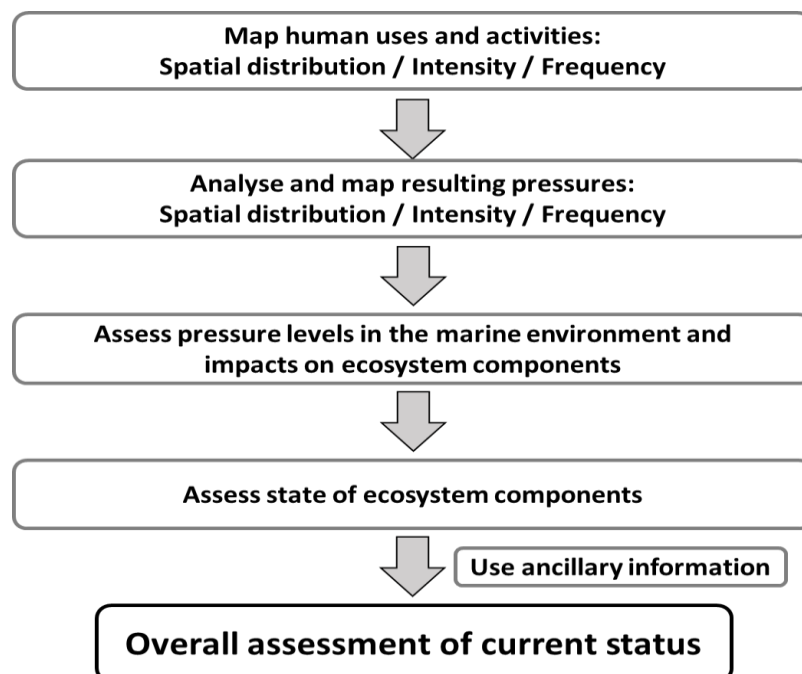 Map human uses and activities:
Spatial distribution / Intensity / Frequency
Analyse and map resulting pressures:
Spatial distribution / Intensity / Frequency
Assess pressure levels in the marine environment and
impacts on ecosystem components
Assess state of ecosystem components
Use ancillary information
Overall assessment of current status